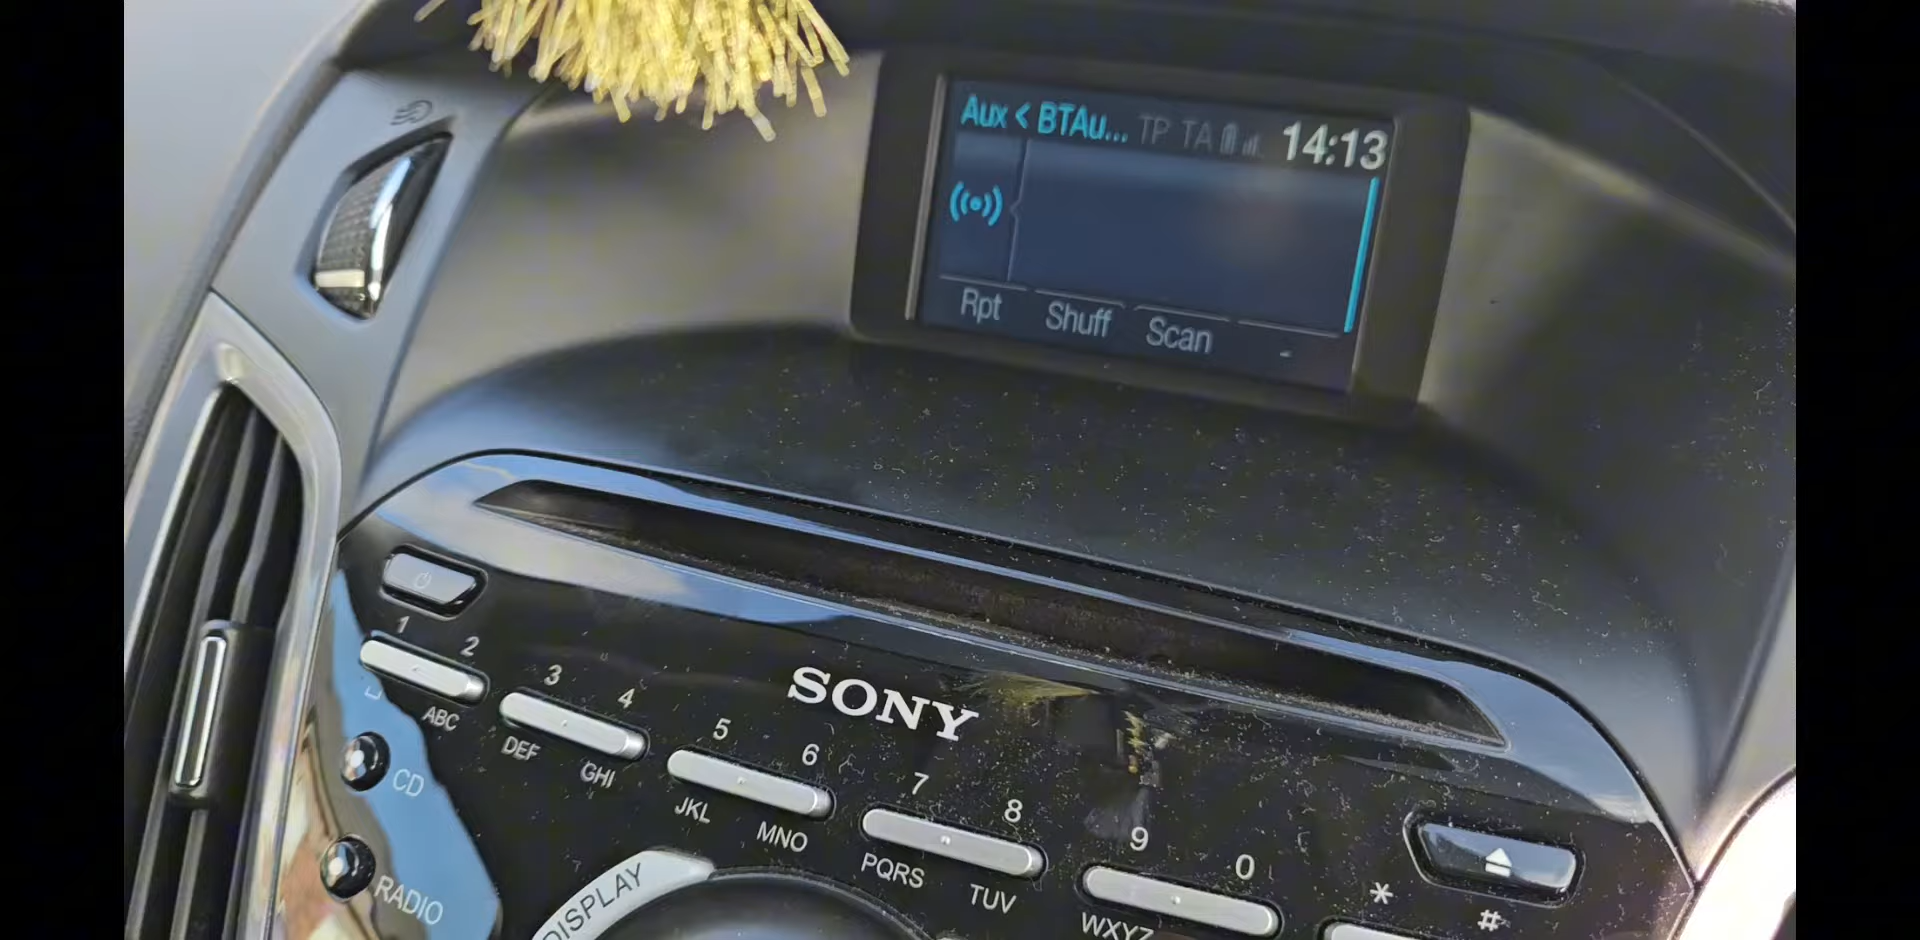 Aux < BTAu... TP TA 14:13
Rpt Shuff Scan -
SONY
1 2 3 4 5 6 7 8 9 0 * #
ABC DEF GHI JKL MNO PQRS TUV WXYZ
CD
RADIO
DISPLAY